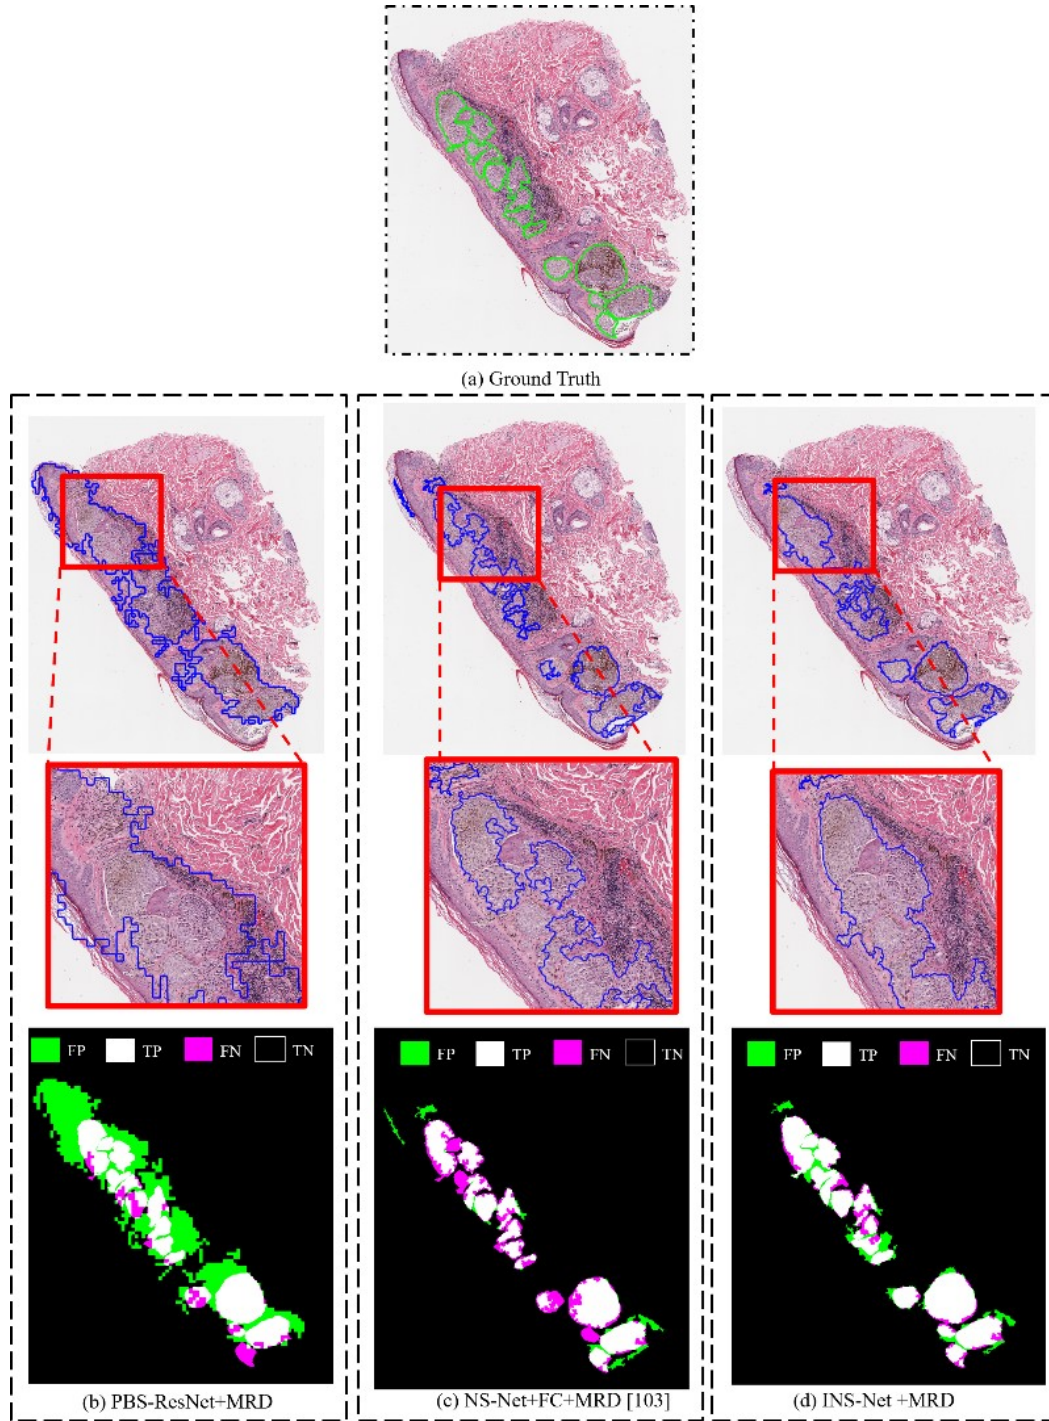 (a) Ground Truth
FP TP FN TN
FP TP FN TN
FP TP FN TN
(b) PBS-ResNet+MRD
(c) NS-Net+FC+MRD [103]
(d) INS-Net +MRD